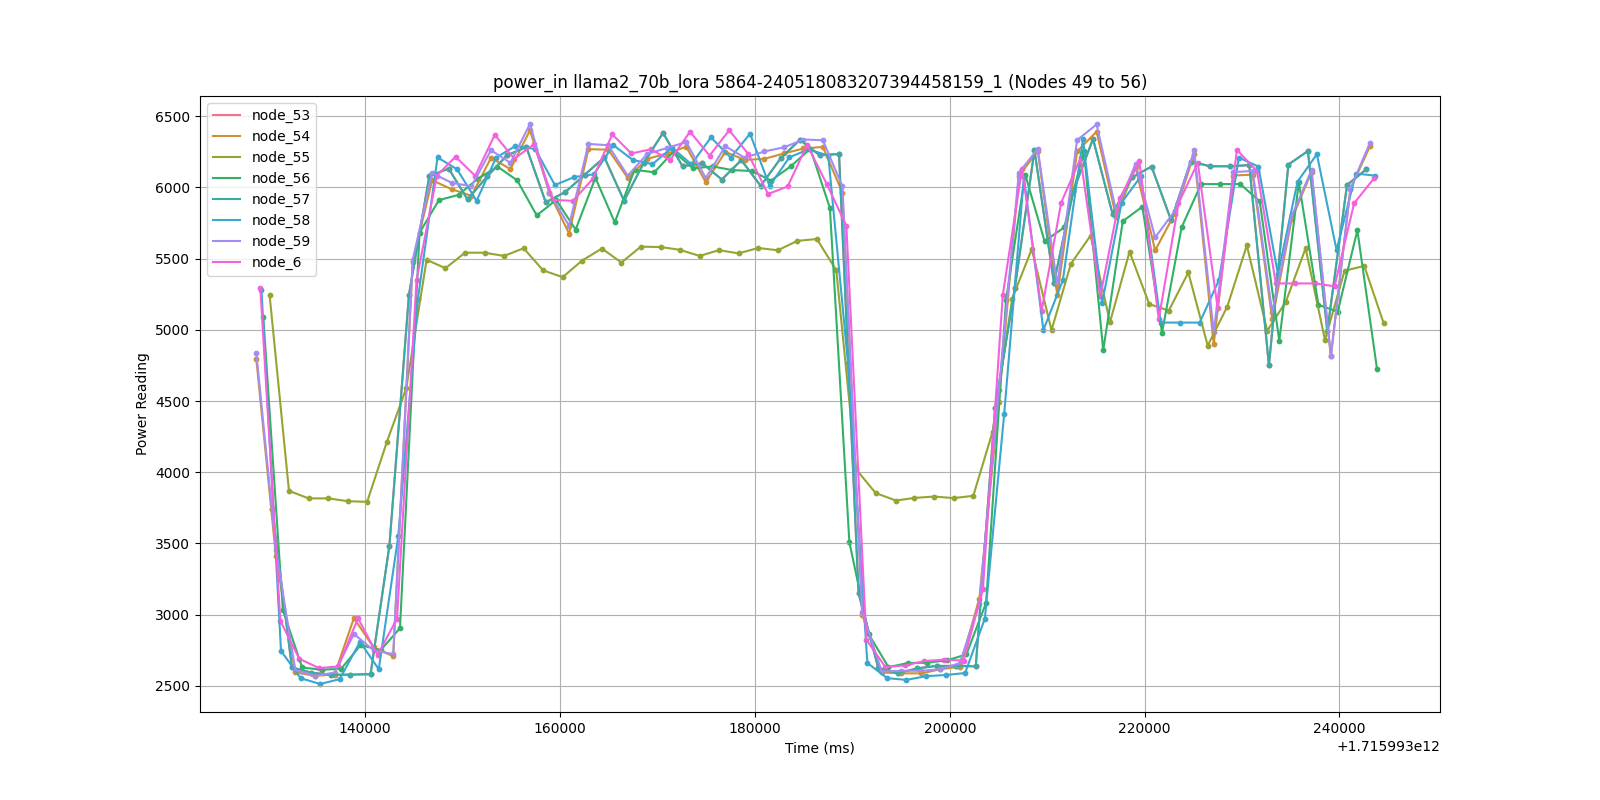 power_in llama2_70b_lora 5864-240518083207394458159_1 (Nodes 49 to 56)
6500
6000
5500
5000
4500
4000
3500
3000
2500
Power Reading
node_53
node_54
node_55
node_56
node_57
node_58
node_59
node_6
140000 160000 180000 200000 220000 240000
Time (ms)
+1.715993e12